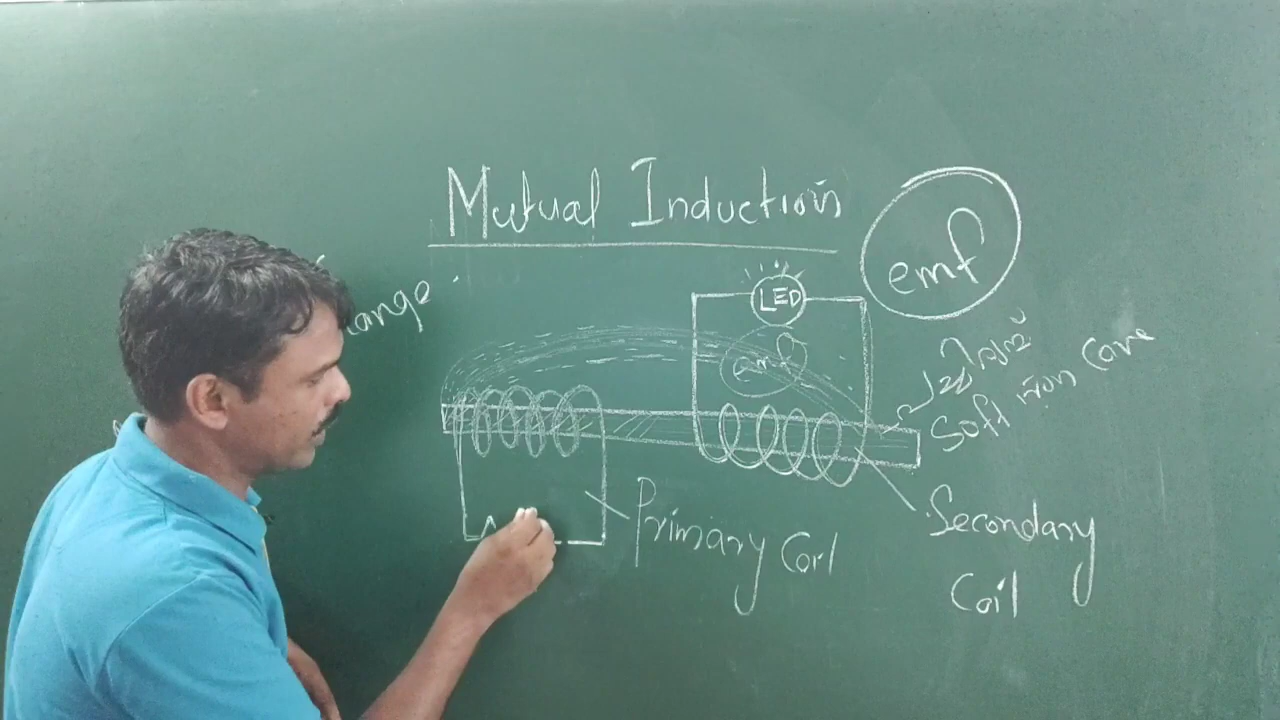 Mutual Induction
emf
ange
LED
emf
Soft iron Core
Primary Coil
Secondary
Coil